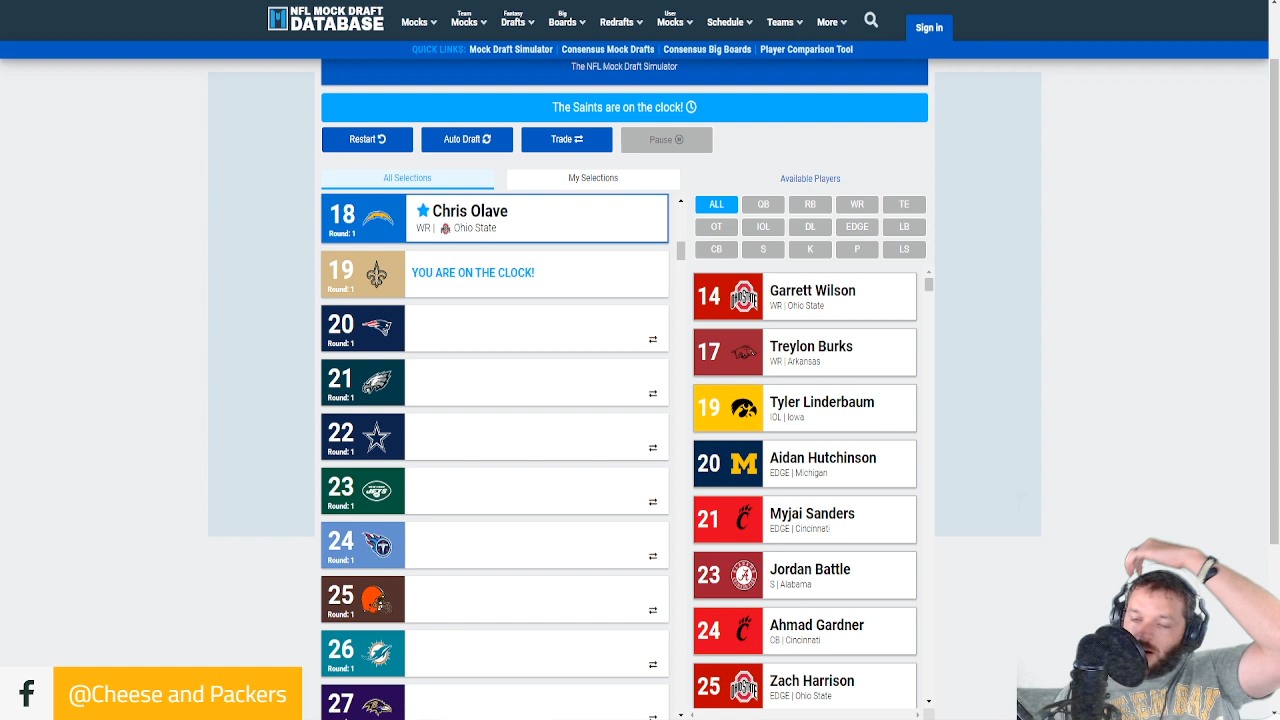 NFL MOCK DRAFT
DATABASE
Mocks
Team
Mocks
Fantasy
Drafts
Big
Boards
Redrafts
User
Mocks
Schedule
Teams
More
Sign in
QUICK LINKS: Mock Draft Simulator | Consensus Mock Drafts | Consensus Big Boards | Player Comparison Tool
The NFL Mock Draft Simulator
The Saints are on the clock!
Restart
Auto Draft
Trade
Pause
All Selections
My Selections
Available Players
ALL QB RB WR TE
OT IOL DL EDGE LB
CB S K P LS
18
Round: 1
Chris Olave
WR | Ohio State
19
Round: 1
YOU ARE ON THE CLOCK!
20
Round: 1
21
Round: 1
22
Round: 1
23
Round: 1
24
Round: 1
25
Round: 1
26
Round: 1
27
14
Garrett Wilson
WR | Ohio State
17
Treylon Burks
WR | Arkansas
19
Tyler Linderbaum
IOL | Iowa
20
Aidan Hutchinson
EDGE | Michigan
21
Myjai Sanders
EDGE | Cincinnati
23
Jordan Battle
S | Alabama
24
Ahmad Gardner
CB | Cincinnati
25
Zach Harrison
EDGE | Ohio State
@Cheese and Packers